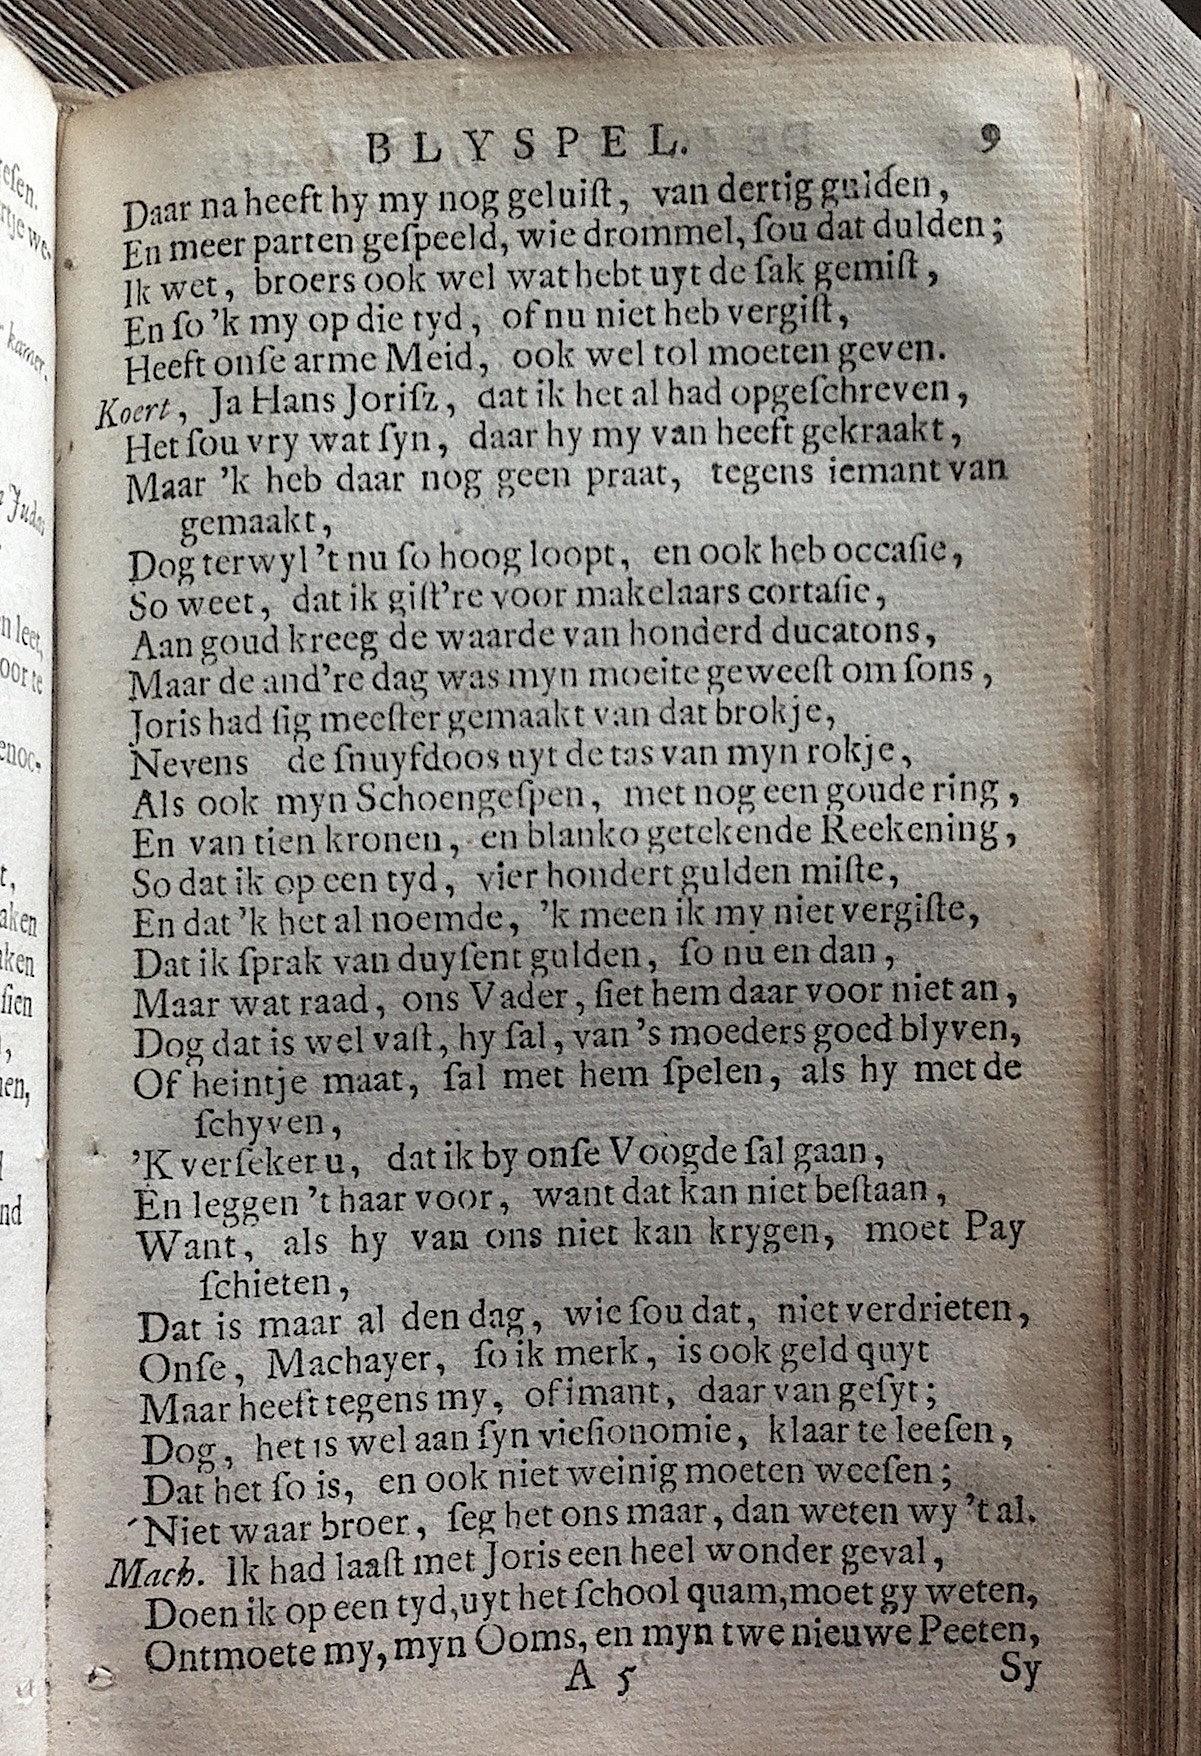 eſen.
rtje we-
kamer.
Judas
n leet,
oor te
enoc-
t,
aken
ken
ſien
,
en,
nd
BLYSPEL. 9
Daar na heeft hy my nog geluiſt, van dertig gulden,
En meer parten geſpeeld, wie drommel, ſou dat dulden;
Ik wet, broers ook wel wat hebt uyt de ſak gemiſt,
En ſo 'k my op die tyd, of nu niet heb vergiſt,
Heeft onſe arme Meid, ook wel tol moeten geven.
Koert, Ja Hans Joriſz, dat ik het al had opgeſchreven,
Het ſou vry wat ſyn, daar hy my van heeft gekraakt,
Maar 'k heb daar nog geen praat, tegens iemant van
gemaakt,
Dog terwyl 't nu ſo hoog loopt, en ook heb occaſie,
So weet, dat ik giſt're voor makelaars cortaſie,
Aan goud kreeg de waarde van honderd ducatons,
Maar de and're dag was myn moeite geweeſt om ſons,
Joris had ſig meeſter gemaakt van dat brokje,
Nevens de ſnuyfdoos uyt de tas van myn rokje,
Als ook myn Schoengeſpen, met nog een goude ring,
En van tien kronen, en blanko getekende Reekening,
So dat ik op een tyd, vier hondert gulden miſte,
En dat 'k het al noemde, 'k meen ik my niet vergiſte,
Dat ik ſprak van duyſent gulden, ſo nu en dan,
Maar wat raad, ons Vader, ſiet hem daar voor niet an,
Dog dat is wel vaſt, hy ſal, van 's moeders goed blyven,
Of heintje maat, ſal met hem ſpelen, als hy met de
ſchyven,
'K verſeker u, dat ik by onſe Voogde ſal gaan,
En leggen 't haar voor, want dat kan niet beſtaan,
Want, als hy van ons niet kan krygen, moet Pay
ſchieten,
Dat is maar al den dag, wie ſou dat, niet verdrieten,
Onſe, Machayer, ſo ik merk, is ook geld quyt
Maar heeft tegens my, of imant, daar van geſyt;
Dog, het is wel aan ſyn vieſionomie, klaar te leeſen,
Dat het ſo is, en ook niet weinig moeten weeſen;
'Niet waar broer, ſeg het ons maar, dan weten wy 't al.
Mach. Ik had laaſt met Joris een heel wonder geval,
Doen ik op een tyd, uyt het ſchool quam, moet gy weten,
Ontmoete my, myn Ooms, en myn twe nieuwe Peeten,
A 5 Sy